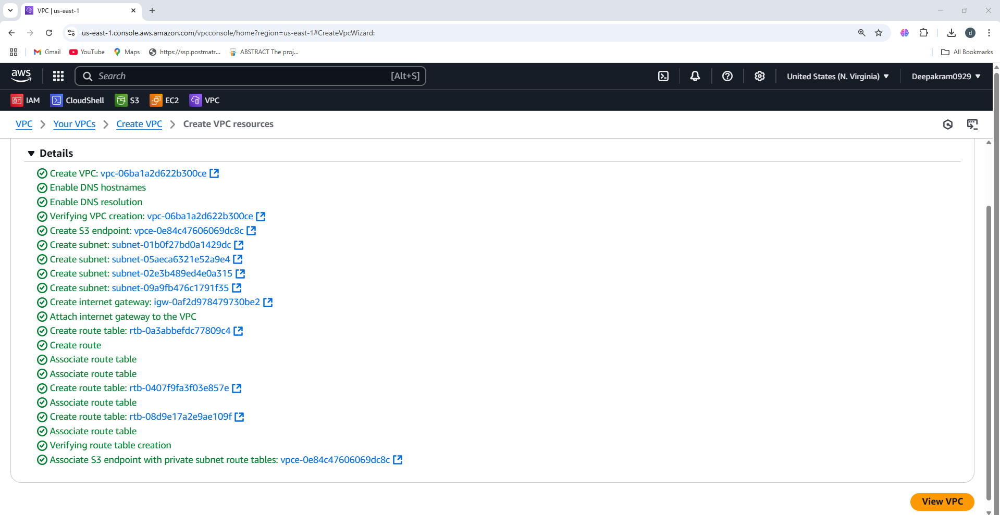 VPC | us-east-1
us-east-1.console.aws.amazon.com/vpcconsole/home?region=us-east-1#CreateVpcWizard:
d
Gmail YouTube Maps https://ssp.postmatr... ABSTRACT The proj... All Bookmarks
aws Search [Alt+S] United States (N. Virginia) Deepakram0929
IAM CloudShell S3 EC2 VPC
VPC Your VPCs Create VPC Create VPC resources
Details
Create VPC: vpc-06ba1a2d622b300ce
Enable DNS hostnames
Enable DNS resolution
Verifying VPC creation: vpc-06ba1a2d622b300ce
Create S3 endpoint: vpce-0e84c47606069dc8c
Create subnet: subnet-01b0f27bd0a1429dc
Create subnet: subnet-05aeca6321e52a9e4
Create subnet: subnet-02e3b489ed4e0a315
Create subnet: subnet-09a9fb476c1791f35
Create internet gateway: igw-0af2d978479730be2
Attach internet gateway to the VPC
Create route table: rtb-0a3abbefdc77809c4
Create route
Associate route table
Associate route table
Create route table: rtb-0407f9fa3f03e857e
Associate route table
Create route table: rtb-08d9e17a2e9ae109f
Associate route table
Verifying route table creation
Associate S3 endpoint with private subnet route tables: vpce-0e84c47606069dc8c
View VPC